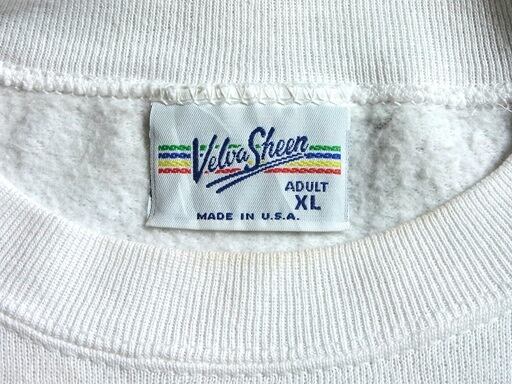 Velva Sheen
ADULT
XL
MADE IN U.S.A.